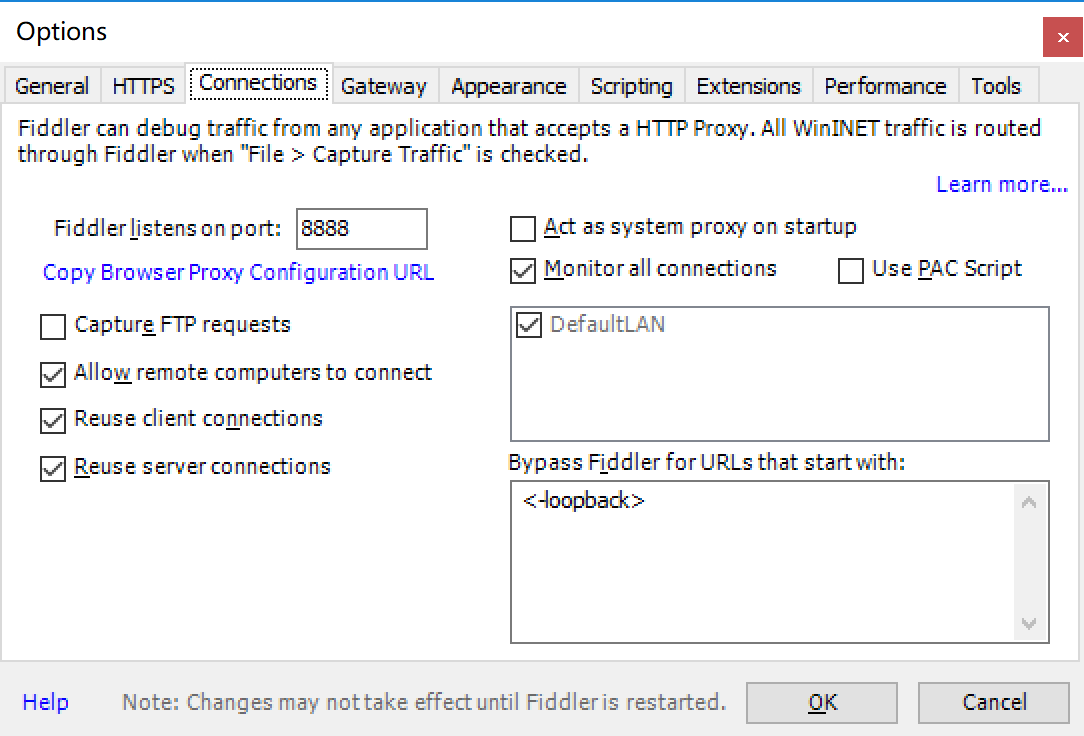 Options
General HTTPS Connections Gateway Appearance Scripting Extensions Performance Tools
Fiddler can debug traffic from any application that accepts a HTTP Proxy. All WinINET traffic is routed
through Fiddler when "File > Capture Traffic" is checked.
Learn more...
Fiddler listens on port: 8888
Copy Browser Proxy Configuration URL
Capture FTP requests
Allow remote computers to connect
Reuse client connections
Reuse server connections
Act as system proxy on startup
Monitor all connections Use PAC Script
DefaultLAN
Bypass Fiddler for URLs that start with:
<-loopback>
Help Note: Changes may not take effect until Fiddler is restarted. OK Cancel